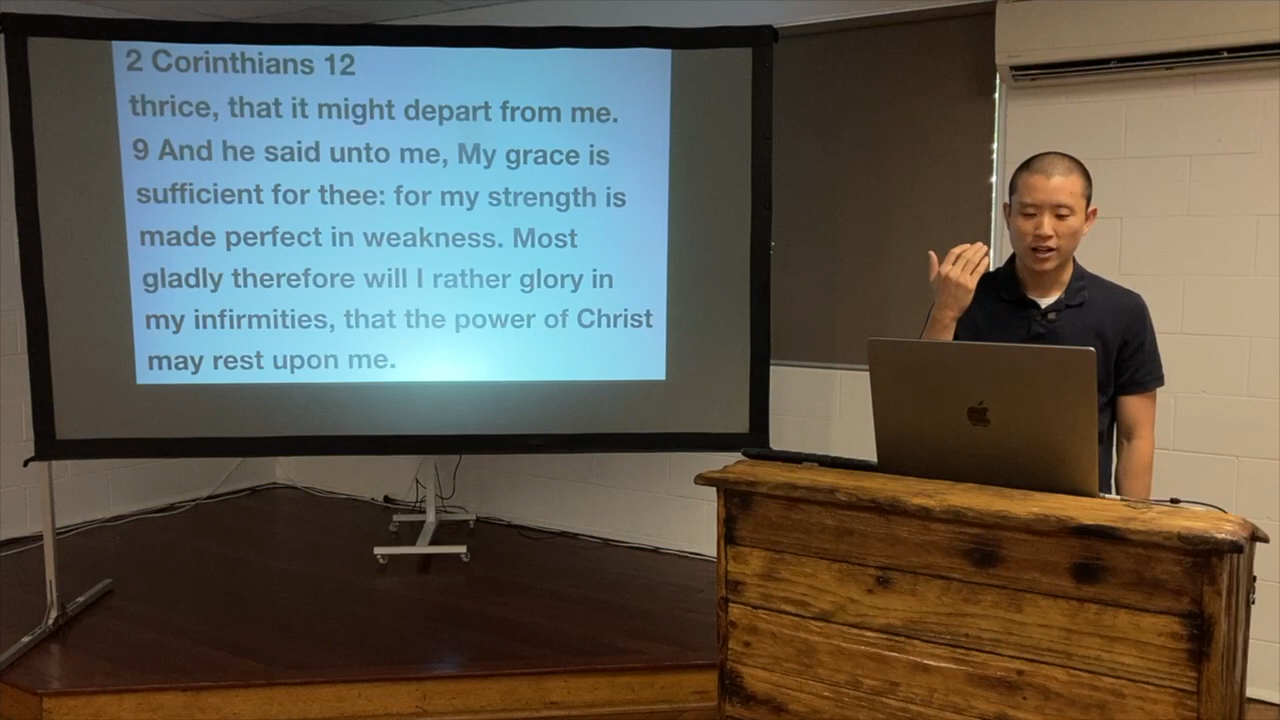 2 Corinthians 12
thrice, that it might depart from me.
9 And he said unto me, My grace is
sufficient for thee: for my strength is
made perfect in weakness. Most
gladly therefore will I rather glory in
my infirmities, that the power of Christ
may rest upon me.